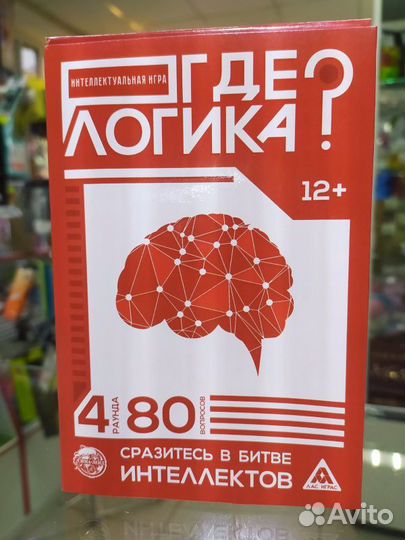 ИНТЕЛЛЕКТУАЛЬНАЯ ИГРА
ГДЕ
ЛОГИКА?
12+
4 РАУНДА
80 ВОПРОСОВ
СРАЗИТЕСЬ В БИТВЕ
ИНТЕЛЛЕКТОВ
ЛАС ИГРАС
Avito